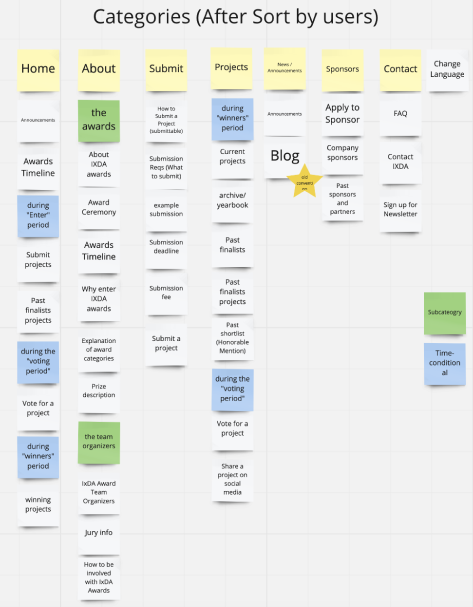 Categories (After Sort by users)
Home
Announcements
Awards
Timeline
during
"Enter"
period
Submit
projects
Past
finalists
projects
during the
"voting
period"
Vote for a
project
during
"winners"
period
winning
projects
About
the
awards
About
IXDA
awards
Award
Ceremony
Awards
Timeline
Why enter
IXDA
awards
Explanation
of award
categories
Prize
description
the team
organizers
IxDA Award
Team
Organizers
Jury info
How to be
involved
with IxDA
Awards
Submit
How to
Submit a
Project
(submittable)
Submission
Reqs (What
to submit)
example
submission
Submission
deadline
Submission
fee
Submit a
project
Projects
during
"winners"
period
Current
projects
archive/
yearbook
Past
finalists
Past
finalists
projects
Past
shortlist
(Honorable
Mention)
during the
"voting
period"
Vote for a
project
Share a
project on
social
media
News /
Announcements
Announcements
Blog
Sponsors
Apply to
Sponsor
Company
sponsors
Past
sponsors
and
partners
Contact
FAQ
Contact
IXDA
Sign up for
Newsletter
Change
Language
Subcategry
Time-
condition
al